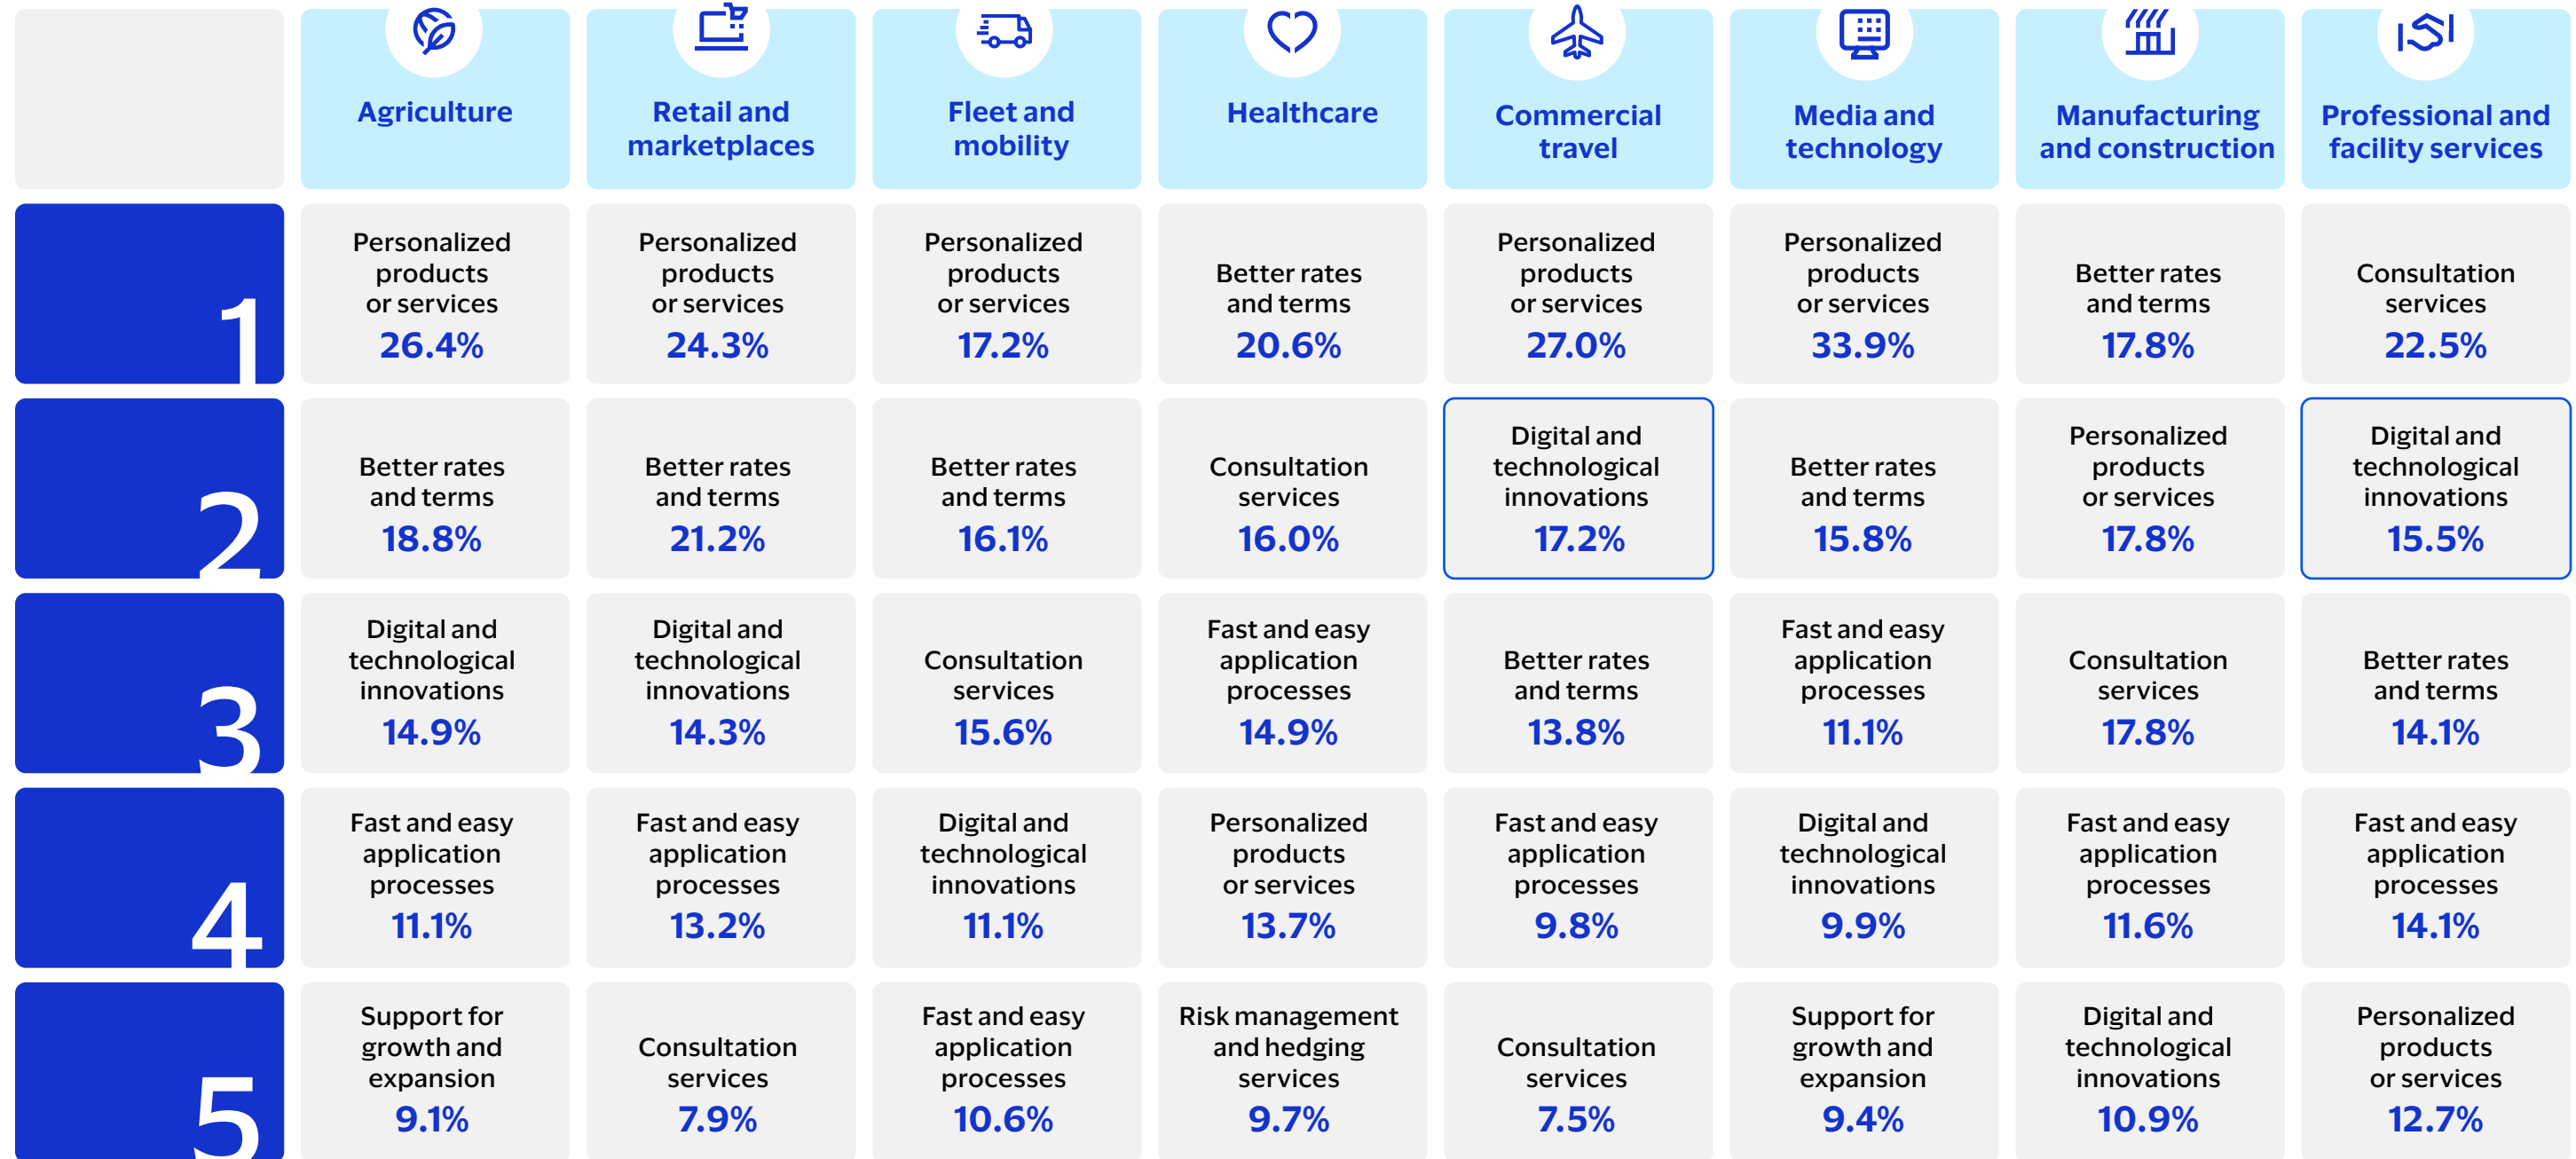 Agriculture
Retail and
marketplaces
Fleet and
mobility
Healthcare
Commercial
travel
Media and
technology
Manufacturing
and construction
Professional and
facility services
1
Personalized
products
or services
26.4%
Personalized
products
or services
24.3%
Personalized
products
or services
17.2%
Better rates
and terms
20.6%
Personalized
products
or services
27.0%
Personalized
products
or services
33.9%
Better rates
and terms
17.8%
Consultation
services
22.5%
2
Better rates
and terms
18.8%
Better rates
and terms
21.2%
Better rates
and terms
16.1%
Consultation
services
16.0%
Digital and
technological
innovations
17.2%
Better rates
and terms
15.8%
Personalized
products
or services
17.8%
Digital and
technological
innovations
15.5%
3
Digital and
technological
innovations
14.9%
Digital and
technological
innovations
14.3%
Consultation
services
15.6%
Fast and easy
application
processes
14.9%
Better rates
and terms
13.8%
Fast and easy
application
processes
11.1%
Consultation
services
17.8%
Better rates
and terms
14.1%
4
Fast and easy
application
processes
11.1%
Fast and easy
application
processes
13.2%
Digital and
technological
innovations
11.1%
Personalized
products
or services
13.7%
Fast and easy
application
processes
9.8%
Digital and
technological
innovations
9.9%
Fast and easy
application
processes
11.6%
Fast and easy
application
processes
14.1%
5
Support for
growth and
expansion
9.1%
Consultation
services
7.9%
Fast and easy
application
processes
10.6%
Risk management
and hedging
services
9.7%
Consultation
services
7.5%
Support for
growth and
expansion
9.4%
Digital and
technological
innovations
10.9%
Personalized
products
or services
12.7%